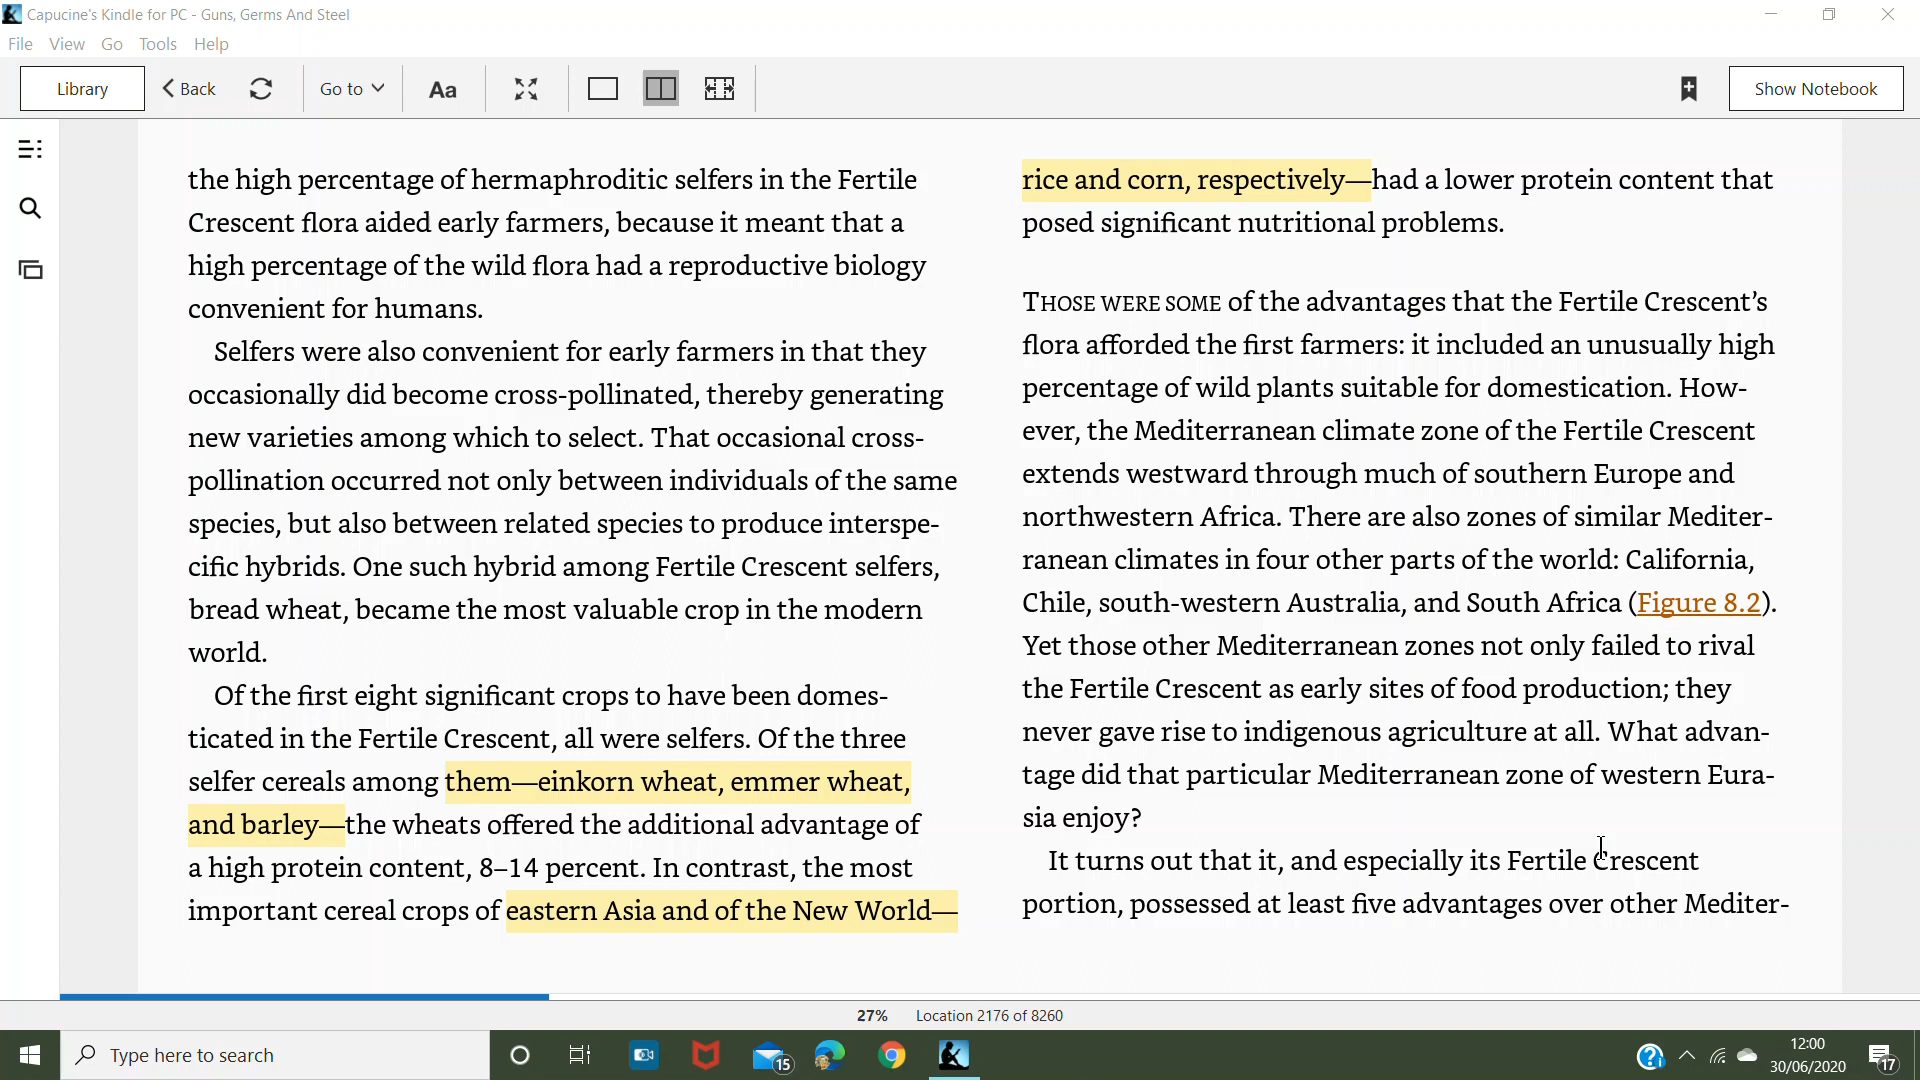 Capucine's Kindle for PC - Guns, Germs And Steel
File View Go Tools Help
Library Back Go to Aa Show Notebook
the high percentage of hermaphroditic selfers in the Fertile
Crescent flora aided early farmers, because it meant that a
high percentage of the wild flora had a reproductive biology
convenient for humans.
Selfers were also convenient for early farmers in that they
occasionally did become cross-pollinated, thereby generating
new varieties among which to select. That occasional cross-
pollination occurred not only between individuals of the same
species, but also between related species to produce interspe-
cific hybrids. One such hybrid among Fertile Crescent selfers,
bread wheat, became the most valuable crop in the modern
world.
Of the first eight significant crops to have been domes-
ticated in the Fertile Crescent, all were selfers. Of the three
selfer cereals among them—einkorn wheat, emmer wheat,
and barley—the wheats offered the additional advantage of
a high protein content, 8–14 percent. In contrast, the most
important cereal crops of eastern Asia and of the New World—
rice and corn, respectively—had a lower protein content that
posed significant nutritional problems.
THOSE WERE SOME of the advantages that the Fertile Crescent's
flora afforded the first farmers: it included an unusually high
percentage of wild plants suitable for domestication. How-
ever, the Mediterranean climate zone of the Fertile Crescent
extends westward through much of southern Europe and
northwestern Africa. There are also zones of similar Mediter-
ranean climates in four other parts of the world: California,
Chile, south-western Australia, and South Africa (Figure 8.2).
Yet those other Mediterranean zones not only failed to rival
the Fertile Crescent as early sites of food production; they
never gave rise to indigenous agriculture at all. What advan-
tage did that particular Mediterranean zone of western Eura-
sia enjoy?
It turns out that it, and especially its Fertile Crescent
portion, possessed at least five advantages over other Mediter-
27% Location 2176 of 8260
Type here to search
15
12:00
30/06/2020
17